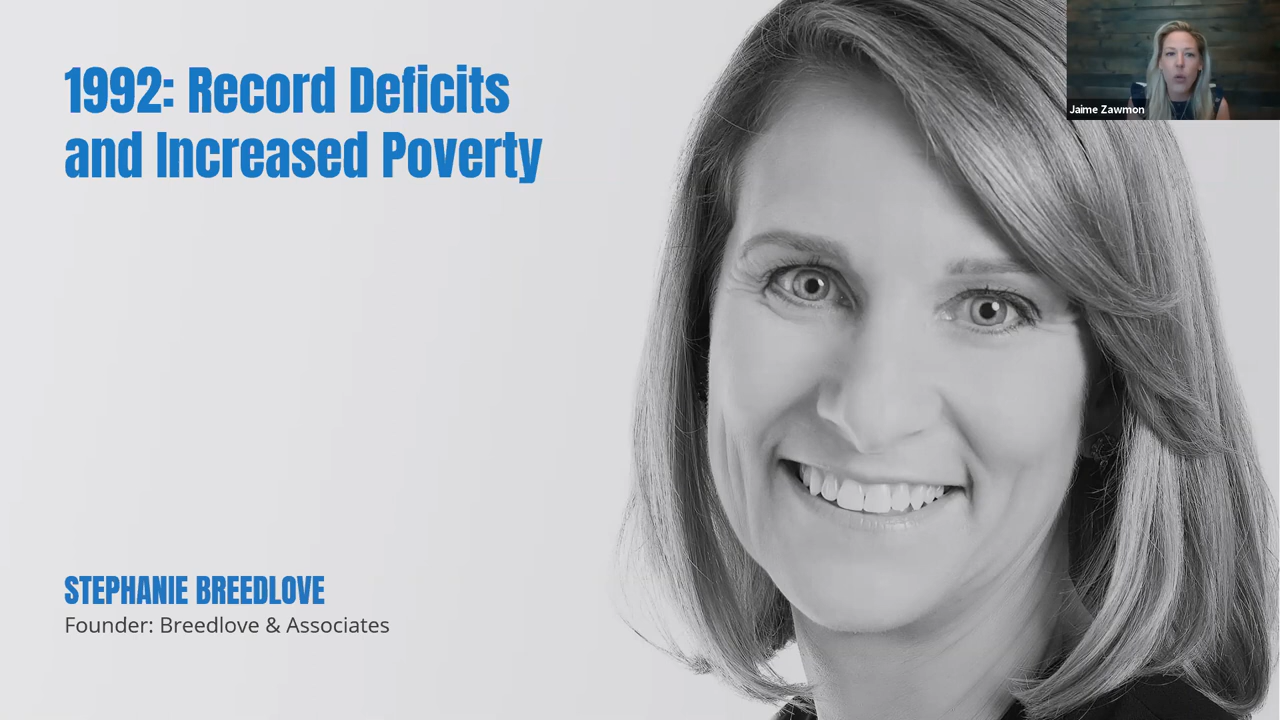 1992: Record Deficits
and Increased Poverty
Jaime Zawmon
STEPHANIE BREEDLOVE
Founder: Breedlove & Associates